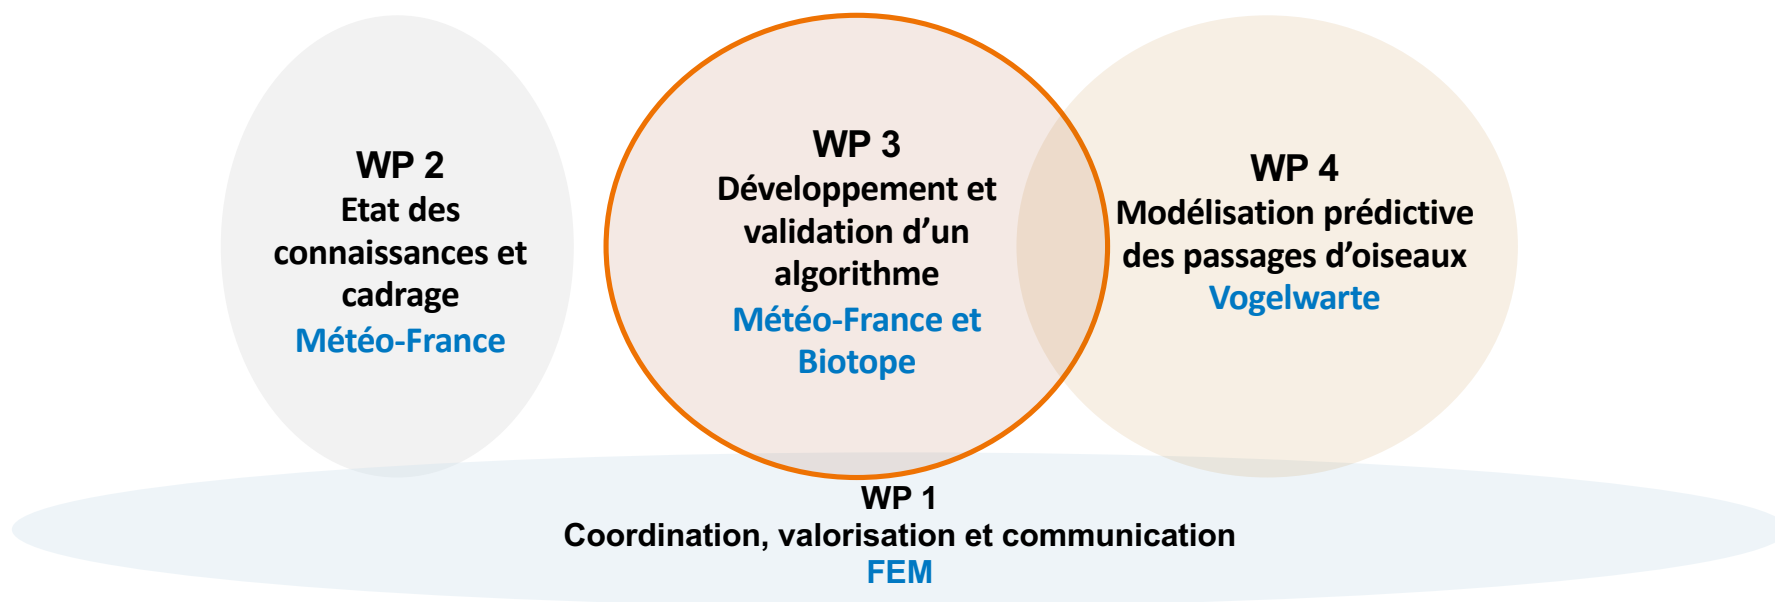 WP 2
Etat des
connaissances et
cadrage
Météo-France
WP 3
Développement et
validation d’un
algorithme
Météo-France et
Biotope
WP 4
Modélisation prédictive
des passages d’oiseaux
Vogelwarte
WP 1
Coordination, valorisation et communication
FEM